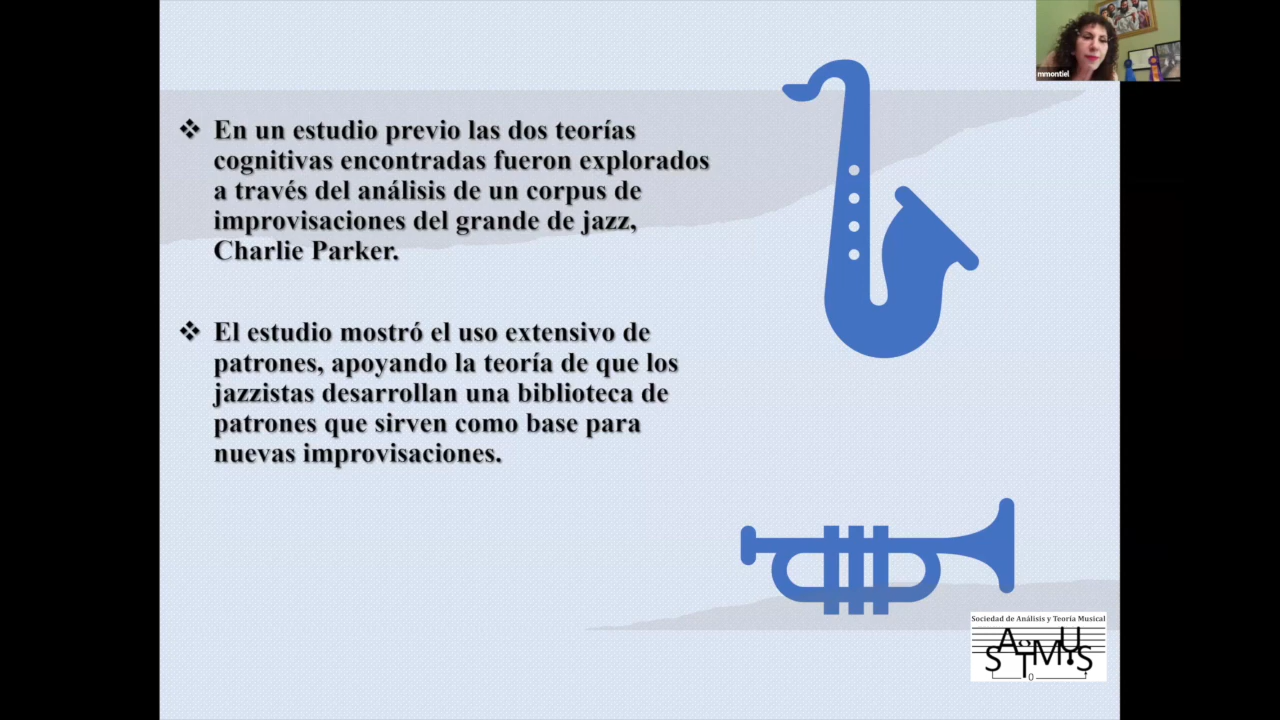 mmontiel
❖ En un estudio previo las dos teorías
cognitivas encontradas fueron explorados
a través del análisis de un corpus de
improvisaciones del grande de jazz,
Charlie Parker.
❖ El estudio mostró el uso extensivo de
patrones, apoyando la teoría de que los
jazzistas desarrollan una biblioteca de
patrones que sirven como base para
nuevas improvisaciones.
Sociedad de Análisis y Teoría Musical
SATMUS
0